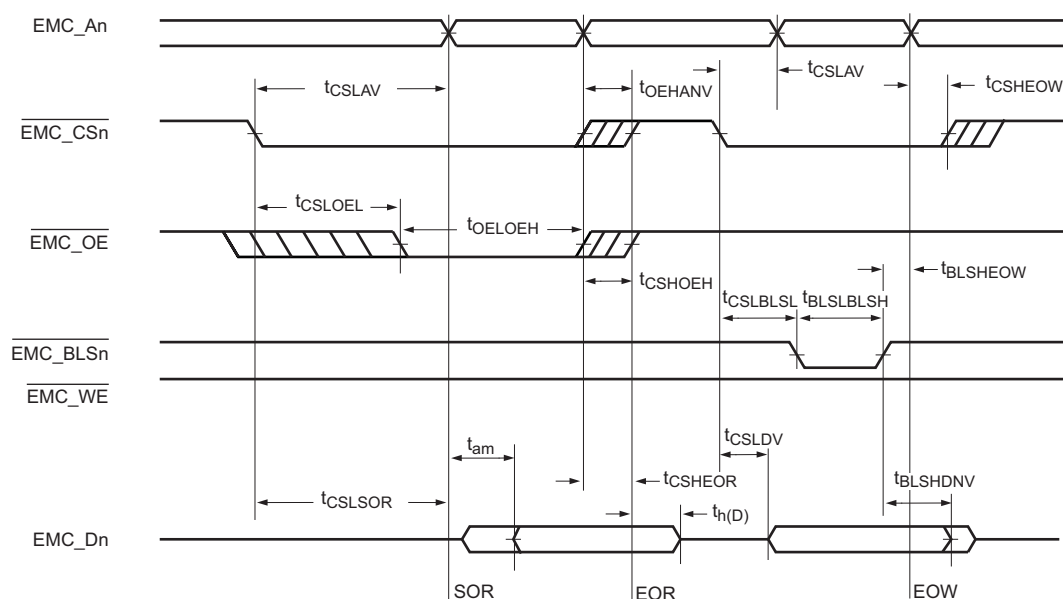 EMC_An
tCSLAV
tOEHANV
tCSLAV
tCSHEOW
EMC_CSn
tCSLOEL
tOELOEH
EMC_OE
tCSHOEH
tBLSHEOW
tCSLBLSL
tBLSLBLSH
EMC_BLSn
EMC_WE
tam
tCSLDV
tCSLSOR
tCSHEOR
tBLSHDNV
th(D)
EMC_Dn
SOR
EOR
EOW